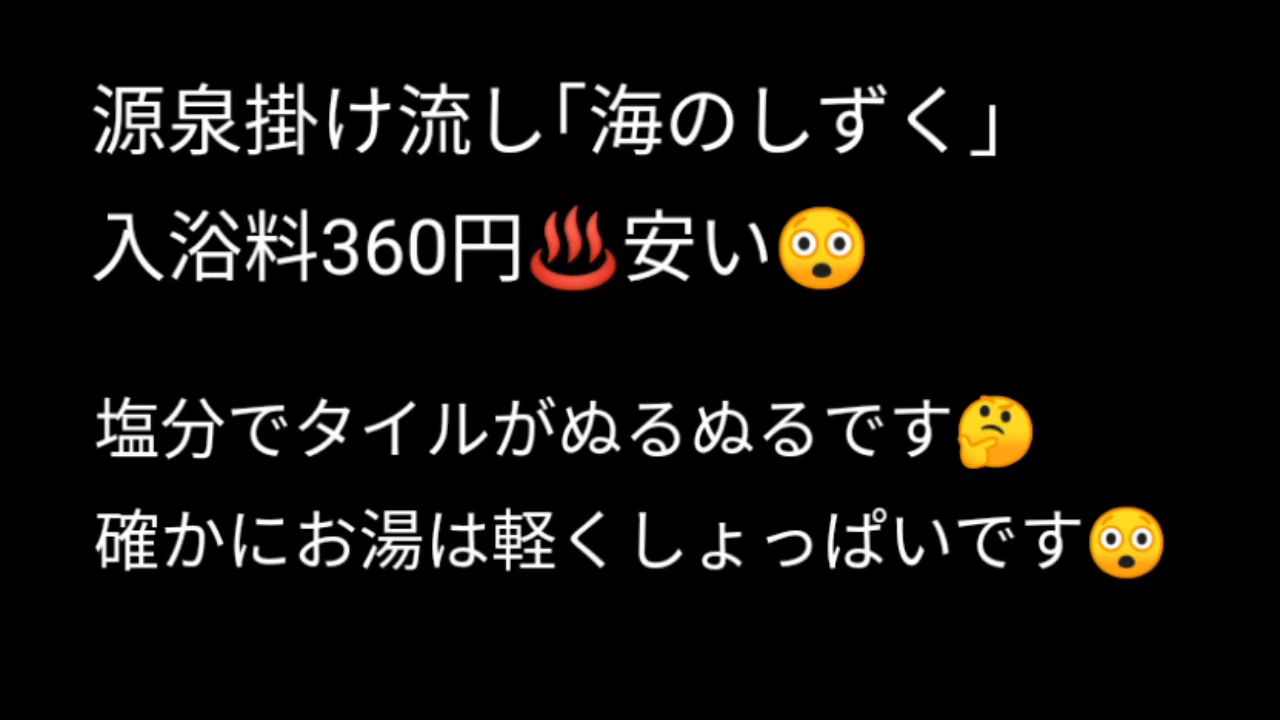 源泉掛け流し｢海のしずく｣
入浴料360円♨️安い😲
塩分でタイルがぬるぬるです🤔
確かにお湯は軽くしょっぱいです😲